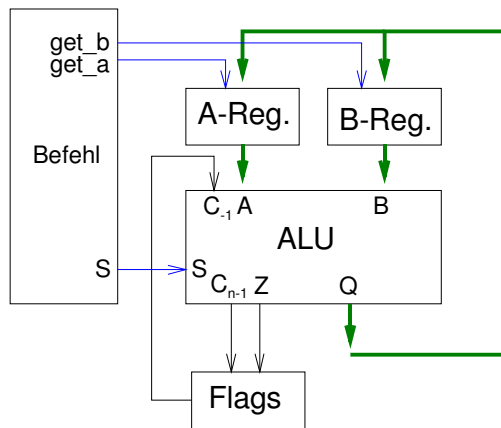 get_b
get_a
A-Reg.
B-Reg.
Befehl
C-1 A
B
ALU
S
S
Cn-1 Z
Q
Flags